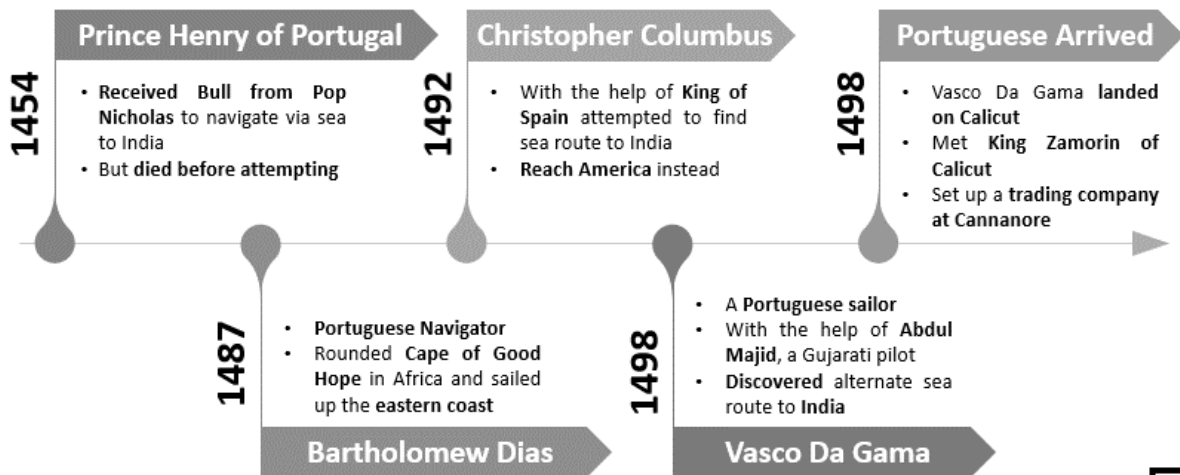 Prince Henry of Portugal
1454
• Received Bull from Pop
Nicholas to navigate via sea
to India
• But died before attempting
1487
• Portuguese Navigator
• Rounded Cape of Good
Hope in Africa and sailed
up the eastern coast
Bartholomew Dias
Christopher Columbus
1492
• With the help of King of
Spain attempted to find
sea route to India
• Reach America instead
1498
• A Portuguese sailor
• With the help of Abdul
Majid, a Gujarati pilot
• Discovered alternate sea
route to India
Vasco Da Gama
Portuguese Arrived
1498
• Vasco Da Gama landed
on Calicut
• Met King Zamorin of
Calicut
• Set up a trading company
at Cannanore